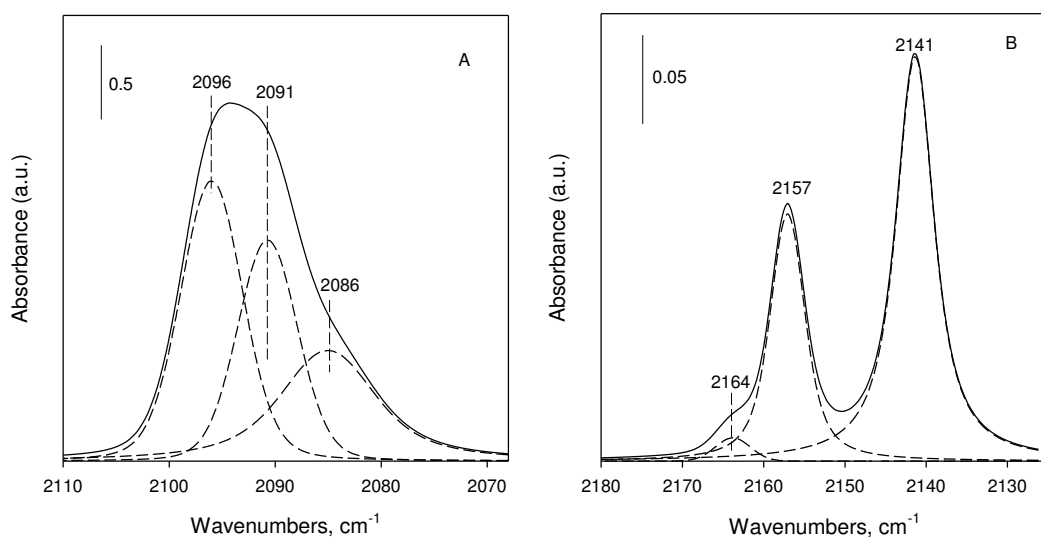 A
0.5
2096
2091
2086
Absorbance (a.u.)
2110 2100 2090 2080 2070
Wavenumbers, cm⁻¹
B
0.05
2141
2157
2164
Absorbance (a.u.)
2180 2170 2160 2150 2140 2130
Wavenumbers, cm⁻¹